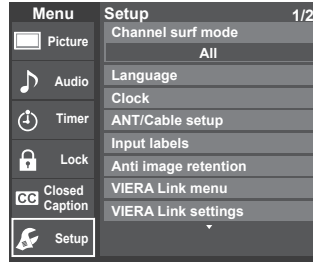 Menu
Picture
Audio
Timer
Lock
CC Closed
Caption
Setup
Setup 1/2
Channel surf mode
All
Language
Clock
ANT/Cable setup
Input labels
Anti image retention
VIERA Link menu
VIERA Link settings